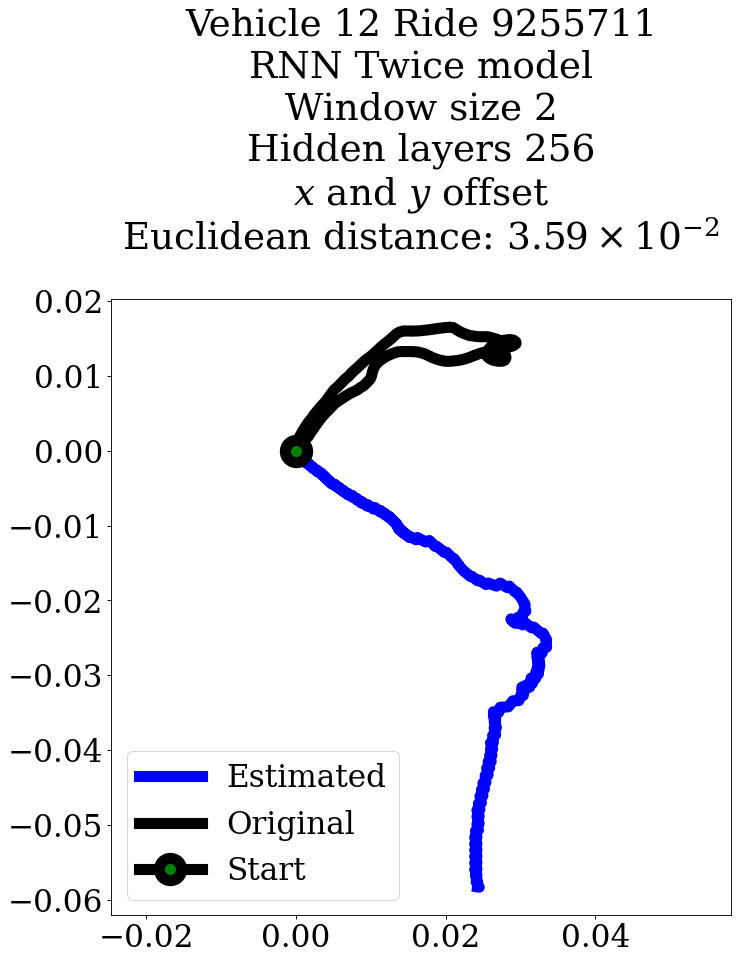 Vehicle 12 Ride 9255711
RNN Twice model
Window size 2
Hidden layers 256
x and y offset
Euclidean distance: 3.59 × 10⁻²
0.02
0.01
0.00
−0.01
−0.02
−0.03
−0.04
−0.05
−0.06
Estimated
Original
Start
−0.02 0.00 0.02 0.04